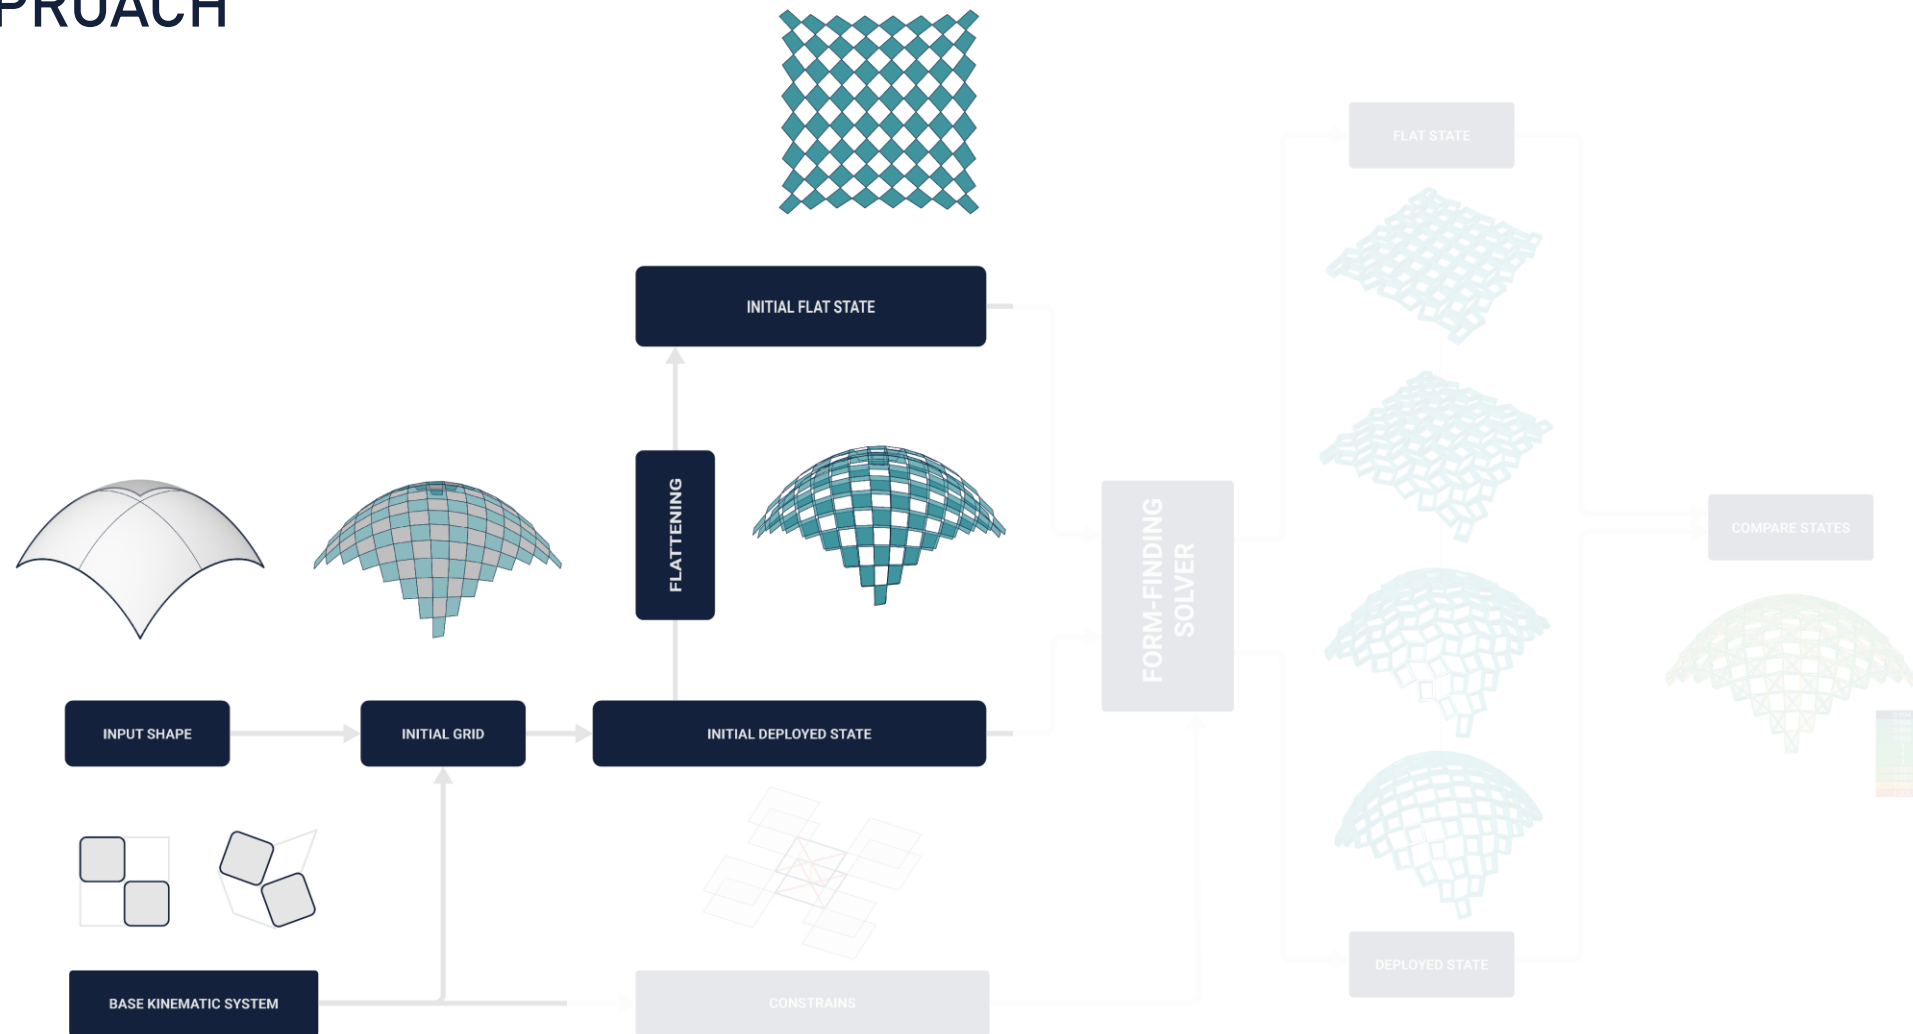 PROACH
INITIAL FLAT STATE
FLATTENING
INPUT SHAPE
INITIAL GRID
INITIAL DEPLOYED STATE
BASE KINEMATIC SYSTEM
CONSTRAINS
FORM-FINDING
SOLVER
FLAT STATE
DEPLOYED STATE
COMPARE STATES